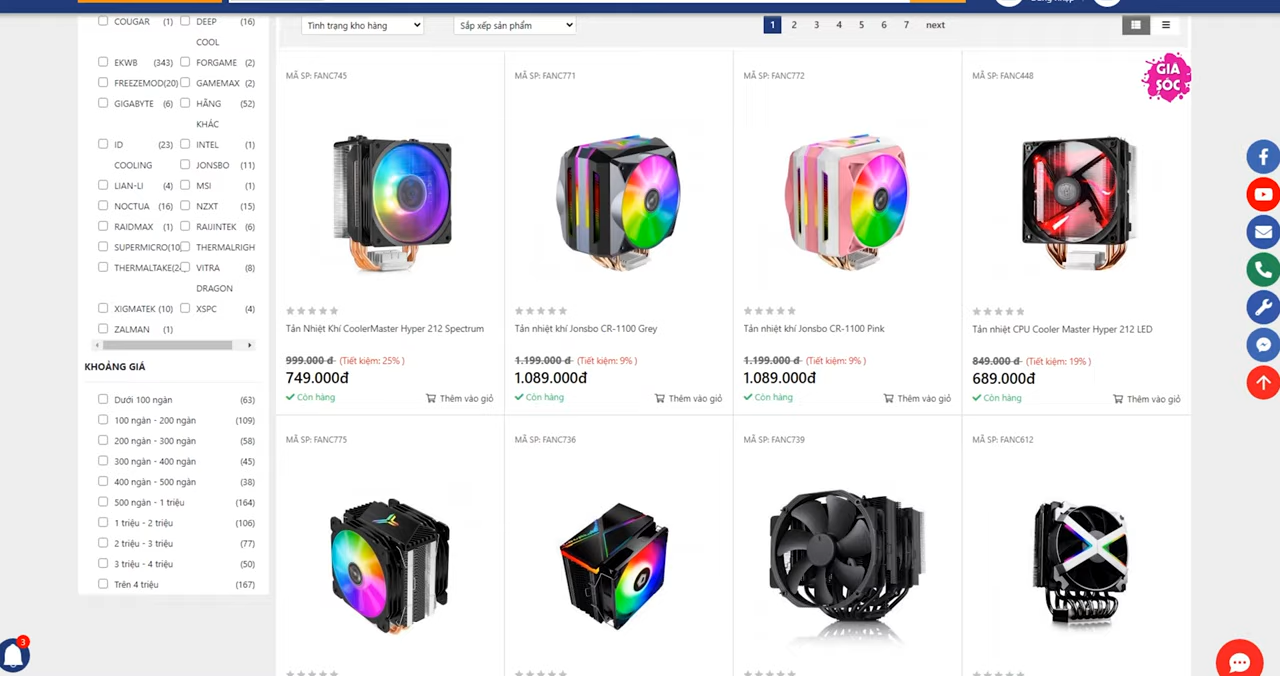 COUGAR (1) DEEP (16)
COOL
EKWB (343) FORGAME (2)
FREEZEMOD(20) GAMEMAX (2)
GIGABYTE (6) HÃNG (52)
KHÁC
ID (23) INTEL (1)
COOLING JONSBO (11)
LIAN-LI (4) MSI (1)
NOCTUA (16) NZXT (15)
RAIDMAX (1) RAIJINTEK (6)
SUPERMICRO(10 THERMALRIGH
THERMALTAKE(2 VITRA (8)
DRAGON
XIGMATEK (10) XSPC (4)
ZALMAN (1)
KHOẢNG GIÁ
Dưới 100 ngàn (63)
100 ngàn - 200 ngàn (109)
200 ngàn - 300 ngàn (58)
300 ngàn - 400 ngàn (45)
400 ngàn - 500 ngàn (38)
500 ngàn - 1 triệu (164)
1 triệu - 2 triệu (106)
2 triệu - 3 triệu (77)
3 triệu - 4 triệu (50)
Trên 4 triệu (167)
3
Tình trạng kho hàng Sắp xếp sản phẩm 1 2 3 4 5 6 7 next
MÃ SP: FANC745
Tản Nhiệt Khí CoolerMaster Hyper 212 Spectrum
999.000 đ (Tiết kiệm: 25% )
749.000đ
Còn hàng Thêm vào giỏ
MÃ SP: FANC771
Tản nhiệt khí Jonsbo CR-1100 Grey
1.199.000 đ (Tiết kiệm: 9% )
1.089.000đ
Còn hàng Thêm vào giỏ
MÃ SP: FANC772
Tản nhiệt khí Jonsbo CR-1100 Pink
1.199.000 đ (Tiết kiệm: 9% )
1.089.000đ
Còn hàng Thêm vào giỏ
MÃ SP: FANC448
GIÁ
SỐC
Tản nhiệt CPU Cooler Master Hyper 212 LED
849.000 đ (Tiết kiệm: 19% )
689.000đ
Còn hàng Thêm vào giỏ
MÃ SP: FANC775
MÃ SP: FANC736
MÃ SP: FANC739
MÃ SP: FANC612